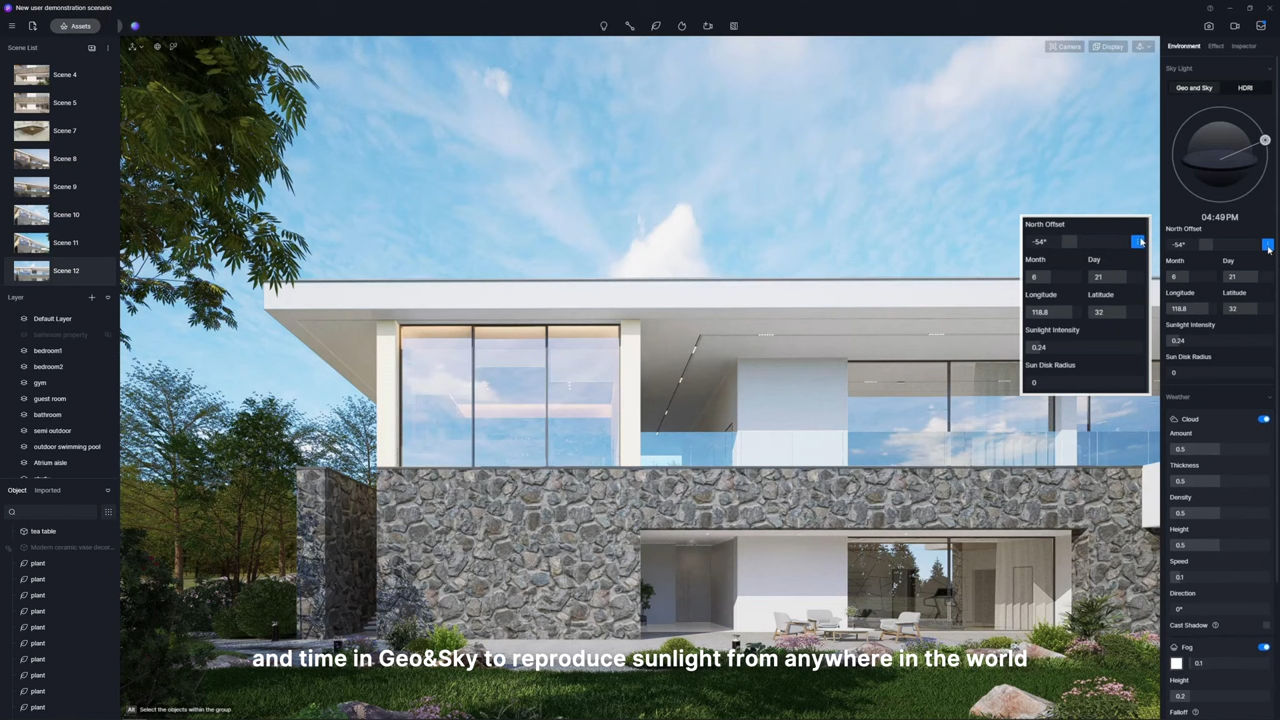 New user demonstration scenario
Assets
Scene List
Scene 4
Scene 5
Scene 7
Scene 8
Scene 9
Scene 10
Scene 11
Scene 12
Layer
Default Layer
bathroom property
bedroom1
bedroom2
gym
guest room
bathroom
semi outdoor
outdoor swimming pool
Atrium aisle
Object Imported
tea table
Modern ceramic vase decor...
plant
plant
plant
plant
plant
plant
plant
plant
plant
plant
Camera Display
North Offset
-54°
Month Day
6 21
Longitude Latitude
118.8 32
Sunlight Intensity
0.24
Sun Disk Radius
0
and time in Geo&Sky to reproduce sunlight from anywhere in the world
Alt Select the objects within the group
Environment Effect Inspector
Sky Light
Geo and Sky HDRI
04:49PM
North Offset
-54°
Month Day
6 21
Longitude Latitude
118.8 32
Sunlight Intensity
0.24
Sun Disk Radius
0
Weather
Cloud
Amount
0.5
Thickness
0.5
Density
0.5
Height
0.5
Speed
0.1
Direction
0°
Cast Shadow
Fog
0.1
Height
0.2
Falloff